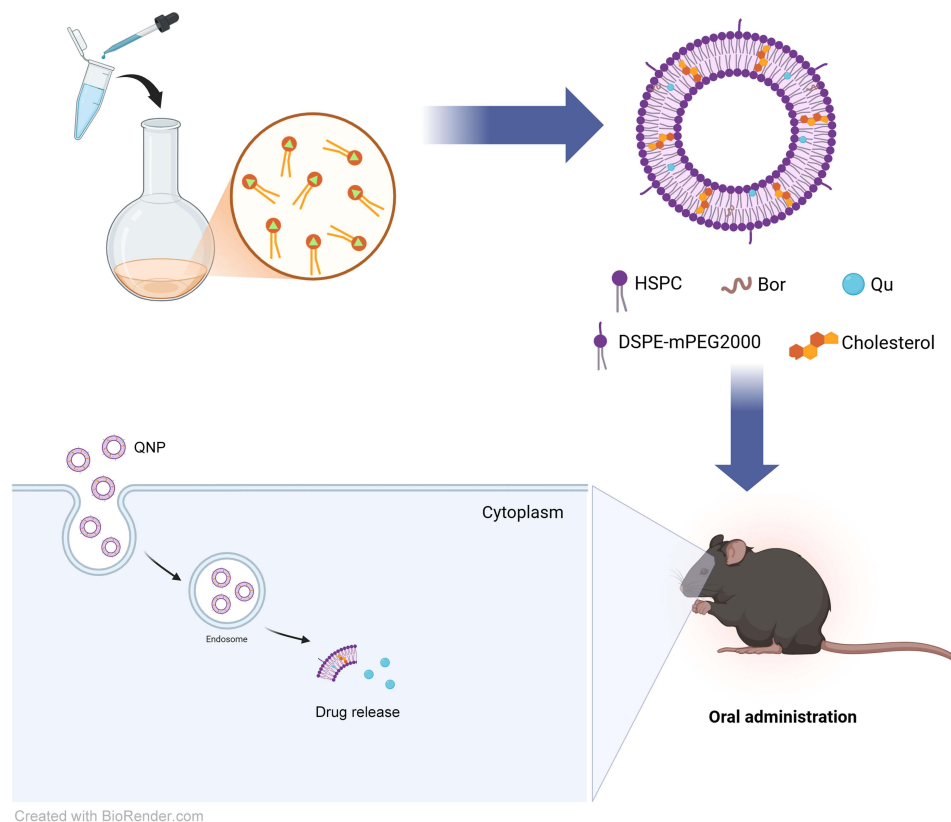 HSPC
Bor
Qu
DSPE-mPEG2000
Cholesterol
QNP
Cytoplasm
Endosome
Drug release
Oral administration
Created with BioRender.com